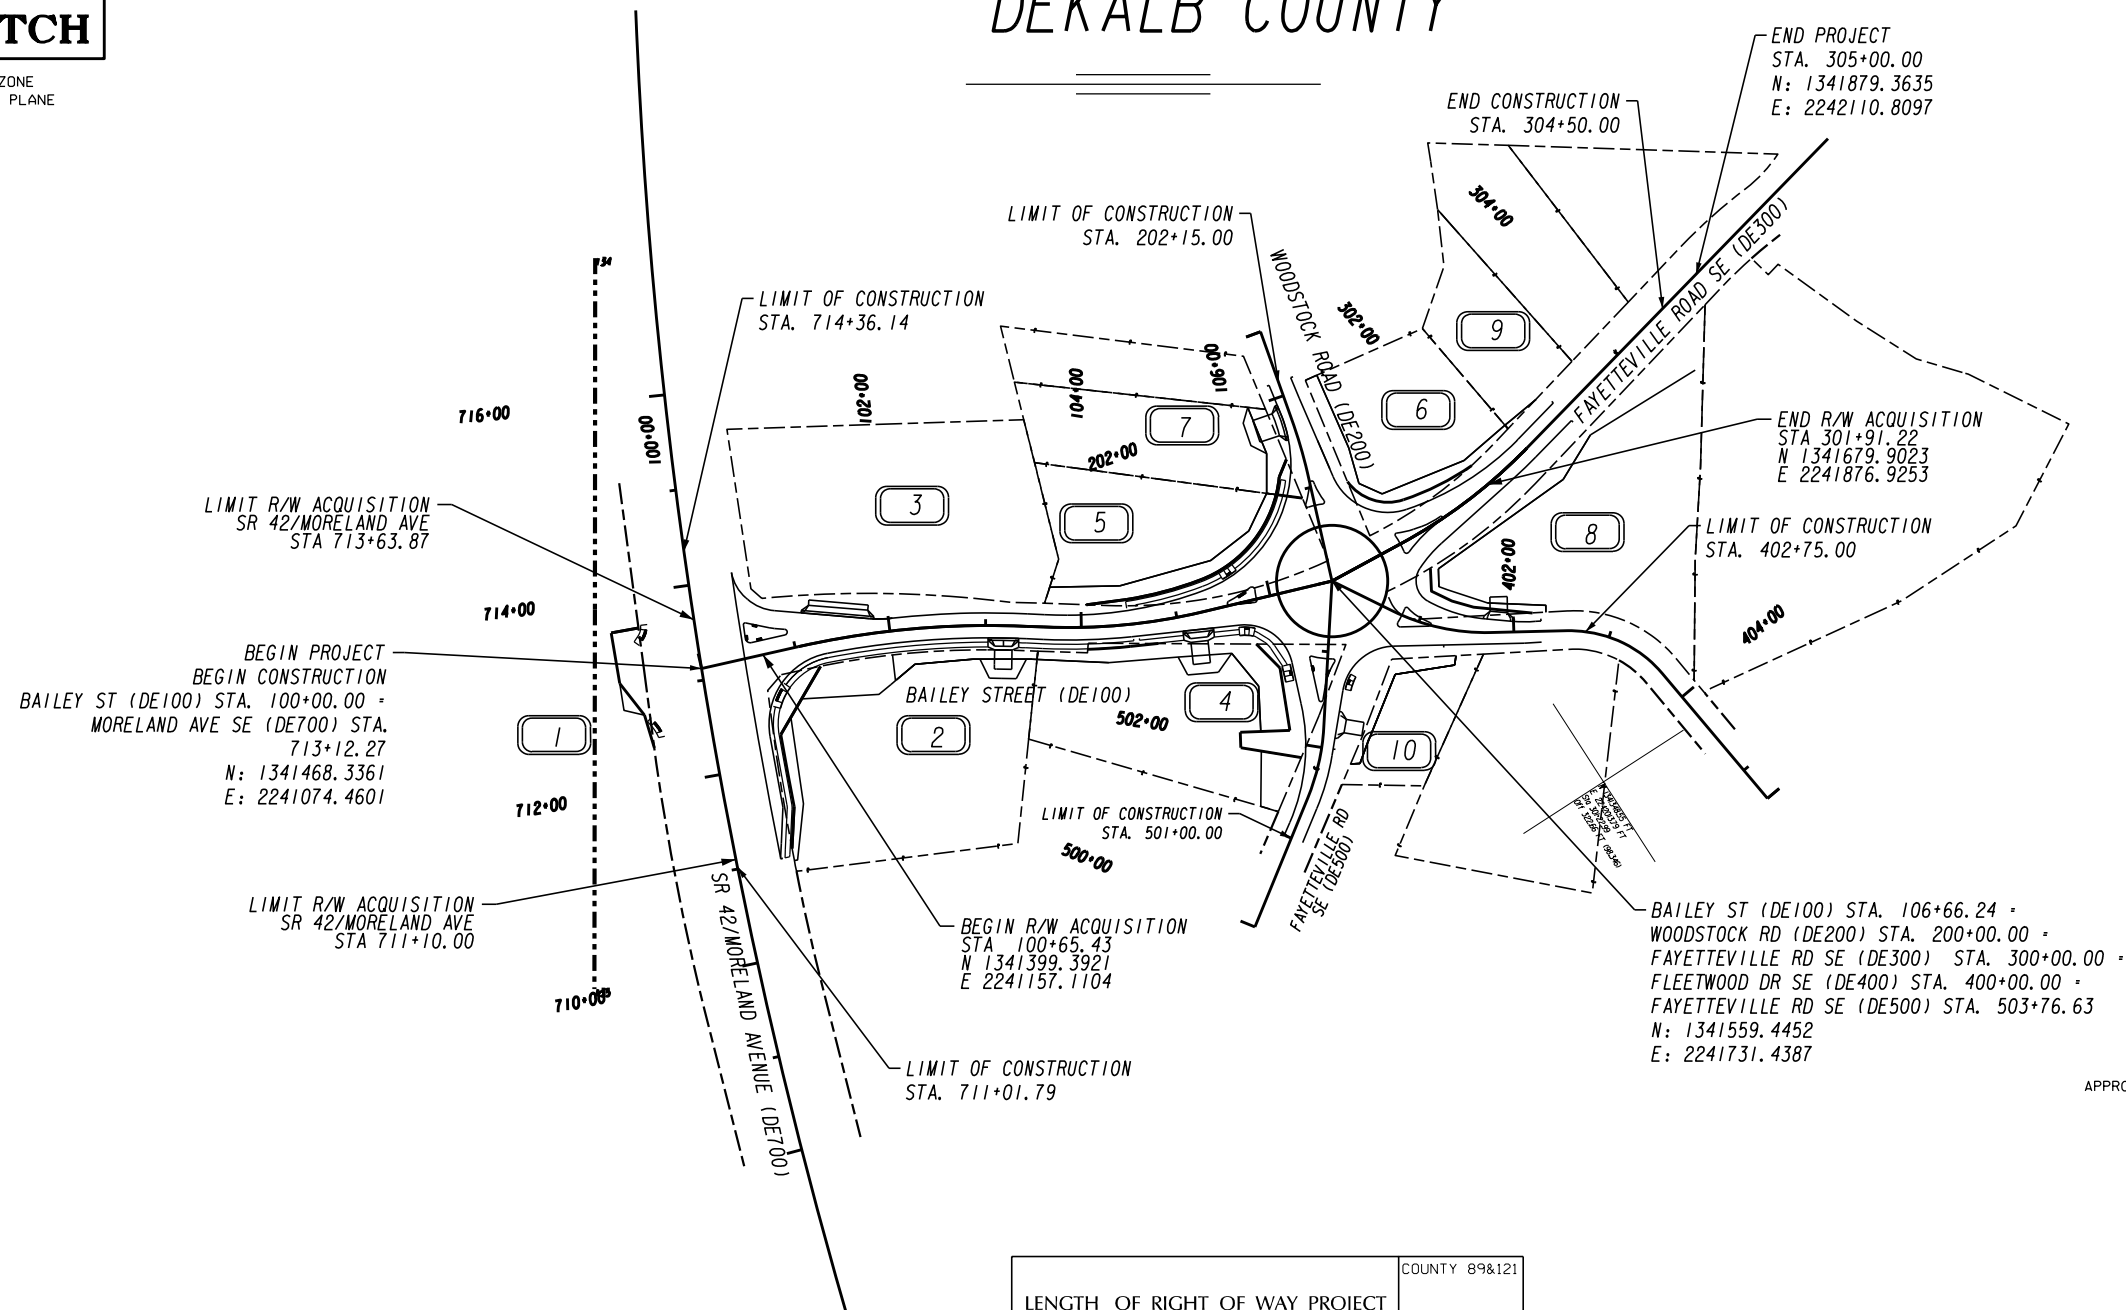 TCH
ZONE
PLANE
DEKALB COUNTY
END PROJECT
STA. 305+00.00
N: 1341879.3635
E: 2242110.8097
END CONSTRUCTION
STA. 304+50.00
LIMIT OF CONSTRUCTION
STA. 202+15.00
LIMIT OF CONSTRUCTION
STA. 714+36.14
WOODSTOCK ROAD (DE200)
FAYETTEVILLE ROAD SE (DE300)
304+00
302+00
9
6
106+00
104+00
102+00
100+00
716+00
202+00
7
3
5
8
END R/W ACQUISITION
STA 301+91.22
N 1341679.9023
E 2241876.9253
LIMIT R/W ACQUISITION
SR 42/MORELAND AVE
STA 713+63.87
LIMIT OF CONSTRUCTION
STA. 402+75.00
402+00
404+00
714+00
BEGIN PROJECT
BEGIN CONSTRUCTION
BAILEY ST (DE100) STA. 100+00.00 =
MORELAND AVE SE (DE700) STA.
713+12.27
N: 1341468.3361
E: 2241074.4601
BAILEY STREET (DE100)
1
2
4
10
502+00
712+00
LIMIT OF CONSTRUCTION
STA. 501+00.00
500+00
FAYETTEVILLE RD
SE (DE500)
LIMIT R/W ACQUISITION
SR 42/MORELAND AVE
STA 711+10.00
710+00
SR 42/MORELAND AVENUE (DE700)
BEGIN R/W ACQUISITION
STA 100+65.43
N 1341399.3921
E 2241157.1104
BAILEY ST (DE100) STA. 106+66.24 =
WOODSTOCK RD (DE200) STA. 200+00.00 =
FAYETTEVILLE RD SE (DE300) STA. 300+00.00 =
FLEETWOOD DR SE (DE400) STA. 400+00.00 =
FAYETTEVILLE RD SE (DE500) STA. 503+76.63
N: 1341559.4452
E: 2241731.4387
LIMIT OF CONSTRUCTION
STA. 711+01.79
APPRO
COUNTY 89&121
LENGTH OF RIGHT OF WAY PROJECT